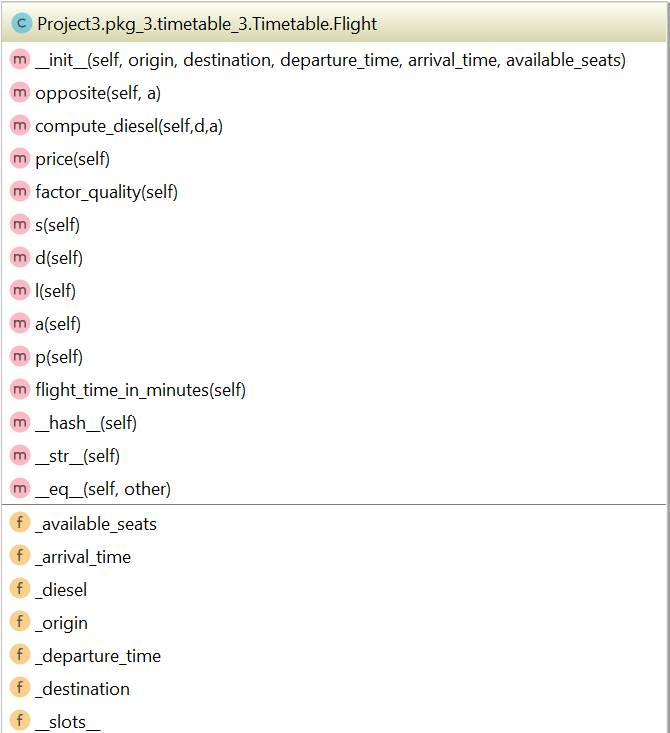 C Project3.pkg_3.timetable_3.Timetable.Flight
m __init__(self, origin, destination, departure_time, arrival_time, available_seats)
m opposite(self, a)
m compute_diesel(self,d,a)
m price(self)
m factor_quality(self)
m s(self)
m d(self)
m l(self)
m a(self)
m p(self)
m flight_time_in_minutes(self)
m __hash__(self)
m __str__(self)
m __eq__(self, other)
f _available_seats
f _arrival_time
f _diesel
f _origin
f _departure_time
f _destination
f __slots__